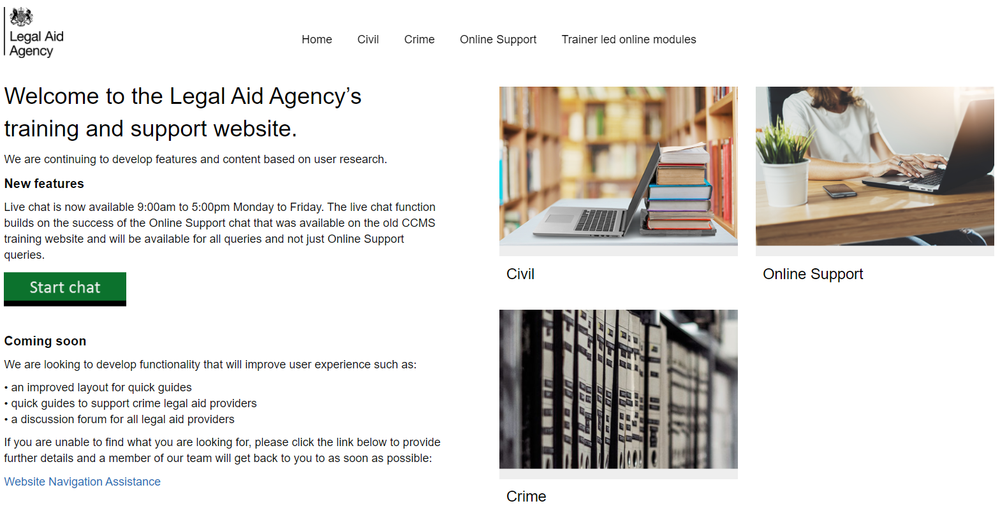 Legal Aid
Agency
Home Civil Crime Online Support Trainer led online modules
Welcome to the Legal Aid Agency’s
training and support website.
We are continuing to develop features and content based on user research.
New features
Live chat is now available 9:00am to 5:00pm Monday to Friday. The live chat function
builds on the success of the Online Support chat that was available on the old CCMS
training website and will be available for all queries and not just Online Support
queries.
Start chat
Coming soon
We are looking to develop functionality that will improve user experience such as:
• an improved layout for quick guides
• quick guides to support crime legal aid providers
• a discussion forum for all legal aid providers
If you are unable to find what you are looking for, please click the link below to provide
further details and a member of our team will get back to you to as soon as possible:
Website Navigation Assistance
Civil
Online Support
Crime